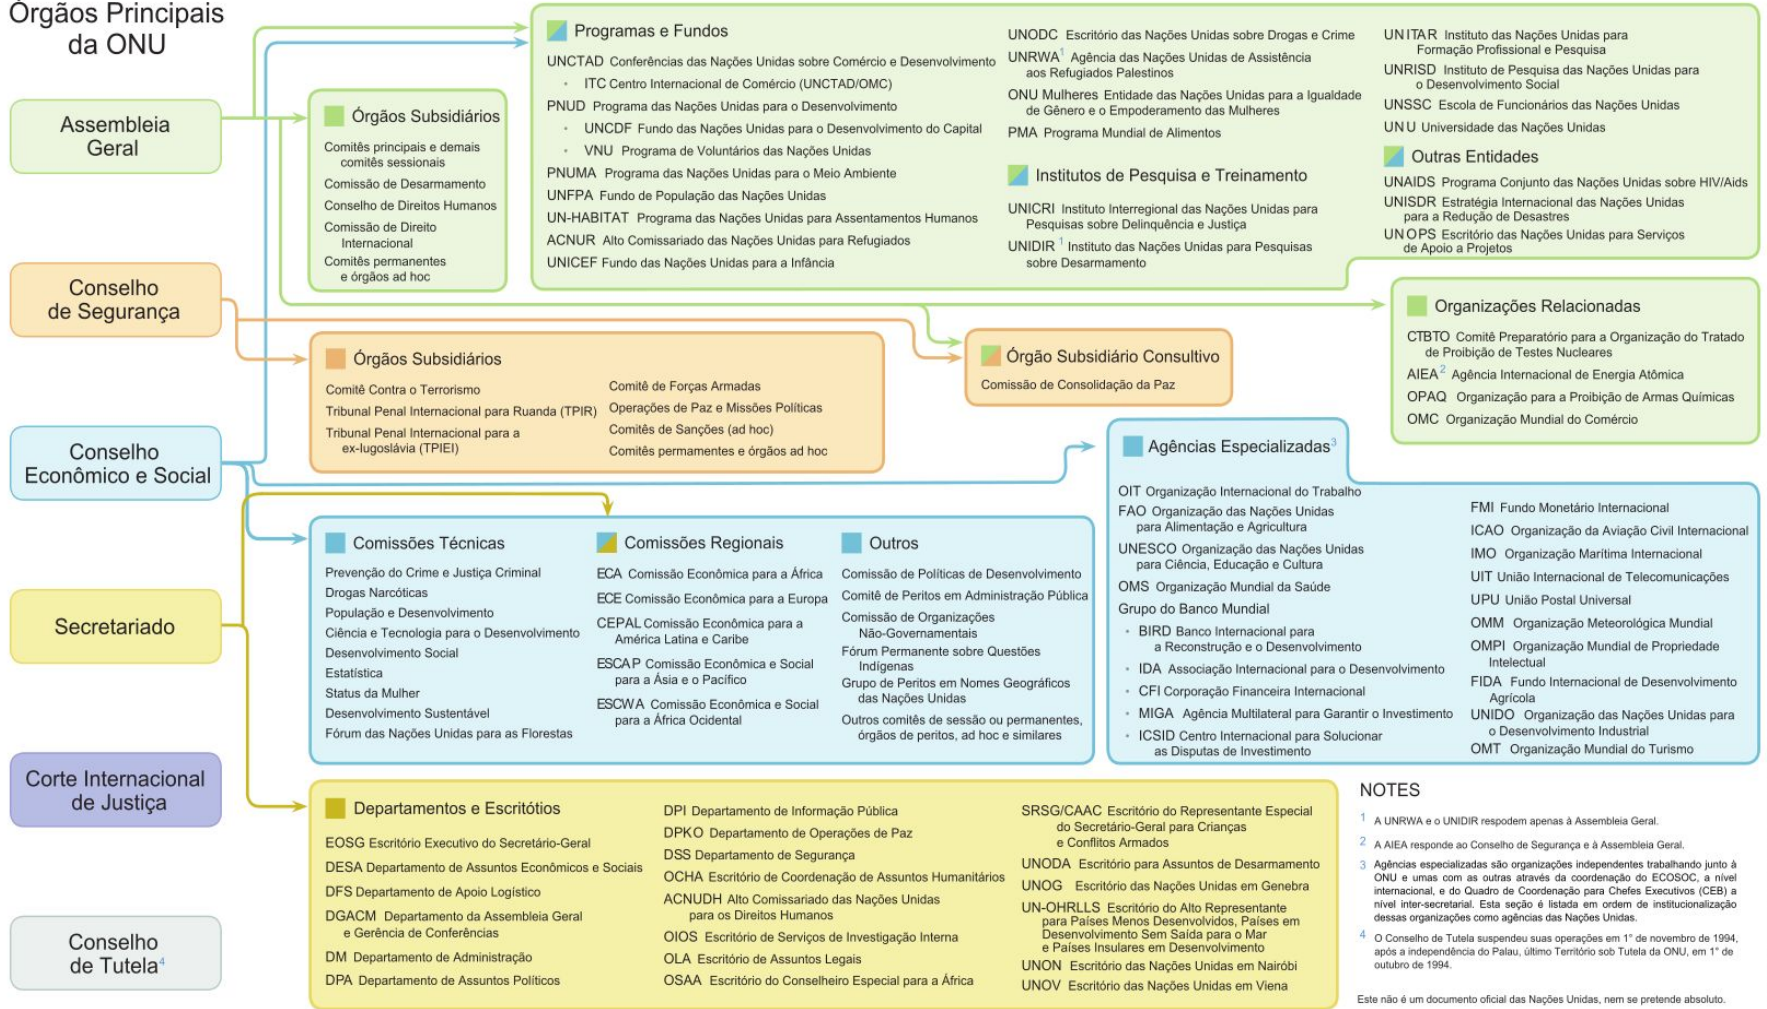 Órgãos Principais
da ONU
Assembleia
Geral
Conselho
de Segurança
Conselho
Econômico e Social
Secretariado
Corte Internacional
de Justiça
Conselho
de Tutela4
Órgãos Subsidiários
Comitês principais e demais
comitês sessionais
Comissão de Desarmamento
Conselho de Direitos Humanos
Comissão de Direito
Internacional
Comitês permanentes
e órgãos ad hoc
Programas e Fundos
UNCTAD Conferências das Nações Unidas sobre Comércio e Desenvolvimento
• ITC Centro Internacional de Comércio (UNCTAD/OMC)
PNUD Programa das Nações Unidas para o Desenvolvimento
• UNCDF Fundo das Nações Unidas para o Desenvolvimento do Capital
• VNU Programa de Voluntários das Nações Unidas
PNUMA Programa das Nações Unidas para o Meio Ambiente
UNFPA Fundo de População das Nações Unidas
UN-HABITAT Programa das Nações Unidas para Assentamentos Humanos
ACNUR Alto Comissariado das Nações Unidas para Refugiados
UNICEF Fundo das Nações Unidas para a Infância
UNODC Escritório das Nações Unidas sobre Drogas e Crime
UNRWA1 Agência das Nações Unidas de Assistência
aos Refugiados Palestinos
ONU Mulheres Entidade das Nações Unidas para a Igualdade
de Gênero e o Empoderamento das Mulheres
PMA Programa Mundial de Alimentos
Institutos de Pesquisa e Treinamento
UNICRI Instituto Interregional das Nações Unidas para
Pesquisas sobre Delinquência e Justiça
UNIDIR1 Instituto das Nações Unidas para Pesquisas
sobre Desarmamento
UNITAR Instituto das Nações Unidas para
Formação Profissional e Pesquisa
UNRISD Instituto de Pesquisa das Nações Unidas para
o Desenvolvimento Social
UNSSC Escola de Funcionários das Nações Unidas
UNU Universidade das Nações Unidas
Outras Entidades
UNAIDS Programa Conjunto das Nações Unidas sobre HIV/Aids
UNISDR Estratégia Internacional das Nações Unidas
para a Redução de Desastres
UNOPS Escritório das Nações Unidas para Serviços
de Apoio a Projetos
Organizações Relacionadas
CTBTO Comitê Preparatório para a Organização do Tratado
de Proibição de Testes Nucleares
AIEA2 Agência Internacional de Energia Atômica
OPAQ Organização para a Proibição de Armas Químicas
OMC Organização Mundial do Comércio
Órgãos Subsidiários
Comitê Contra o Terrorismo
Tribunal Penal Internacional para Ruanda (TPIR)
Tribunal Penal Internacional para a
ex-Iugoslávia (TPIEI)
Comitê de Forças Armadas
Operações de Paz e Missões Políticas
Comitês de Sanções (ad hoc)
Comitês permamentes e órgãos ad hoc
Órgão Subsidiário Consultivo
Comissão de Consolidação da Paz
Comissões Técnicas
Prevenção do Crime e Justiça Criminal
Drogas Narcóticas
População e Desenvolvimento
Ciência e Tecnologia para o Desenvolvimento
Desenvolvimento Social
Estatística
Status da Mulher
Desenvolvimento Sustentável
Fórum das Nações Unidas para as Florestas
Comissões Regionais
ECA Comissão Econômica para a África
ECE Comissão Econômica para a Europa
CEPAL Comissão Econômica para a
América Latina e Caribe
ESCAP Comissão Econômica e Social
para a Ásia e o Pacífico
ESCWA Comissão Econômica e Social
para a África Ocidental
Outros
Comissão de Políticas de Desenvolvimento
Comitê de Peritos em Administração Pública
Comissão de Organizações
Não-Governamentais
Fórum Permanente sobre Questões
Indígenas
Grupo de Peritos em Nomes Geográficos
das Nações Unidas
Outros comitês de sessão ou permanentes,
órgãos de peritos, ad hoc e similares
Agências Especializadas3
OIT Organização Internacional do Trabalho
FAO Organização das Nações Unidas
para Alimentação e Agricultura
UNESCO Organização das Nações Unidas
para Ciência, Educação e Cultura
OMS Organização Mundial da Saúde
Grupo do Banco Mundial
• BIRD Banco Internacional para
a Reconstrução e o Desenvolvimento
• IDA Associação Internacional para o Desenvolvimento
• CFI Corporação Financeira Internacional
• MIGA Agência Multilateral para Garantir o Investimento
• ICSID Centro Internacional para Solucionar
as Disputas de Investimento
FMI Fundo Monetário Internacional
ICAO Organização da Aviação Civil Internacional
IMO Organização Marítima Internacional
UIT União Internacional de Telecomunicações
UPU União Postal Universal
OMM Organização Meteorológica Mundial
OMPI Organização Mundial de Propriedade
Intelectual
FIDA Fundo Internacional de Desenvolvimento
Agrícola
UNIDO Organização das Nações Unidas para
o Desenvolvimento Industrial
OMT Organização Mundial do Turismo
Departamentos e Escritótios
EOSG Escritório Executivo do Secretário-Geral
DESA Departamento de Assuntos Econômicos e Sociais
DFS Departamento de Apoio Logístico
DGACM Departamento da Assembleia Geral
e Gerência de Conferências
DM Departamento de Administração
DPA Departamento de Assuntos Políticos
DPI Departamento de Informação Pública
DPKO Departamento de Operações de Paz
DSS Departamento de Segurança
OCHA Escritório de Coordenação de Assuntos Humanitários
ACNUDH Alto Comissariado das Nações Unidas
para os Direitos Humanos
OIOS Escritório de Serviços de Investigação Interna
OLA Escritório de Assuntos Legais
OSAA Escritório do Conselheiro Especial para a África
SRSG/CAAC Escritório do Representante Especial
do Secretário-Geral para Crianças
e Conflitos Armados
UNODA Escritório para Assuntos de Desarmamento
UNOG Escritório das Nações Unidas em Genebra
UN-OHRLLS Escritório do Alto Representante
para Países Menos Desenvolvidos, Países em
Desenvolvimento Sem Saída para o Mar
e Países Insulares em Desenvolvimento
UNON Escritório das Nações Unidas em Nairóbi
UNOV Escritório das Nações Unidas em Viena
NOTES
1 A UNRWA e o UNIDIR respodem apenas à Assembleia Geral.
2 A AIEA responde ao Conselho de Segurança e à Assembleia Geral.
3 Agências especializadas são organizações independentes trabalhando junto à
ONU e umas com as outras através da coordenação do ECOSOC, a nível
internacional, e do Quadro de Coordenação para Chefes Executivos (CEB) a
nível inter-secretarial. Esta seção é listada em ordem de institucionalização
dessas organizações como agências das Nações Unidas.
4 O Conselho de Tutela suspendeu suas operações em 1° de novembro de 1994,
após a independência do Palau, último Território sob Tutela da ONU, em 1° de
outubro de 1994.
Este não é um documento oficial das Nações Unidas, nem se pretende absoluto.